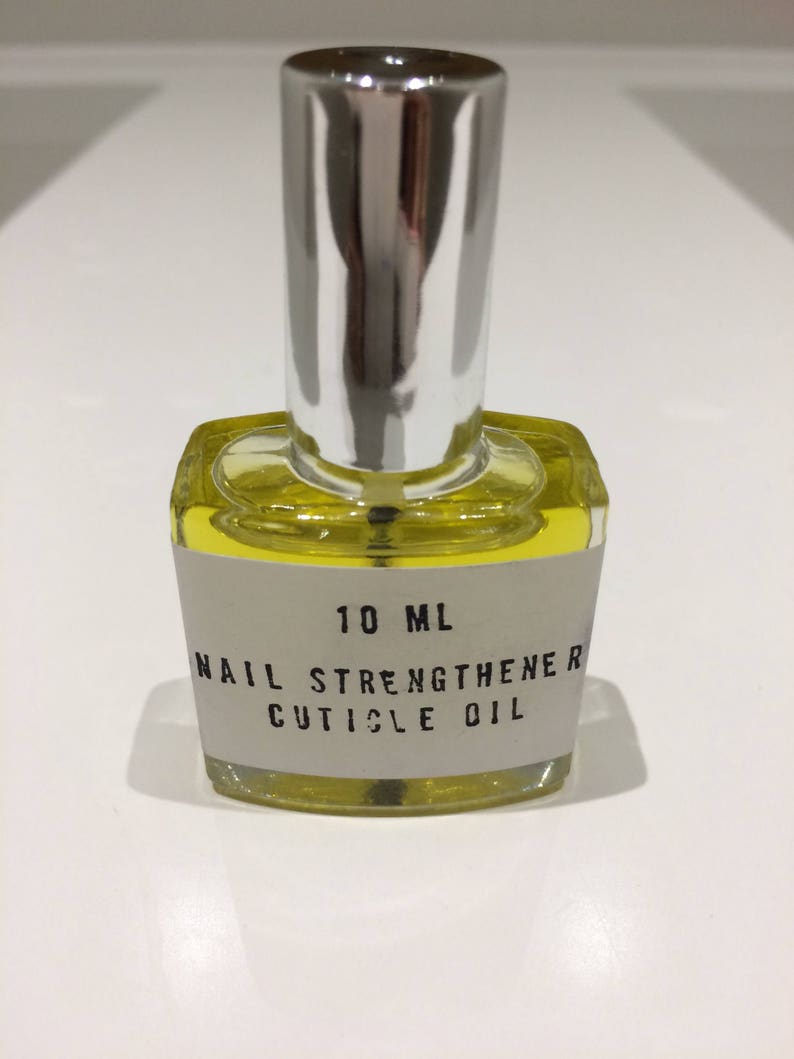 10 ML
NAIL STRENGTHENER
CUTICLE OIL